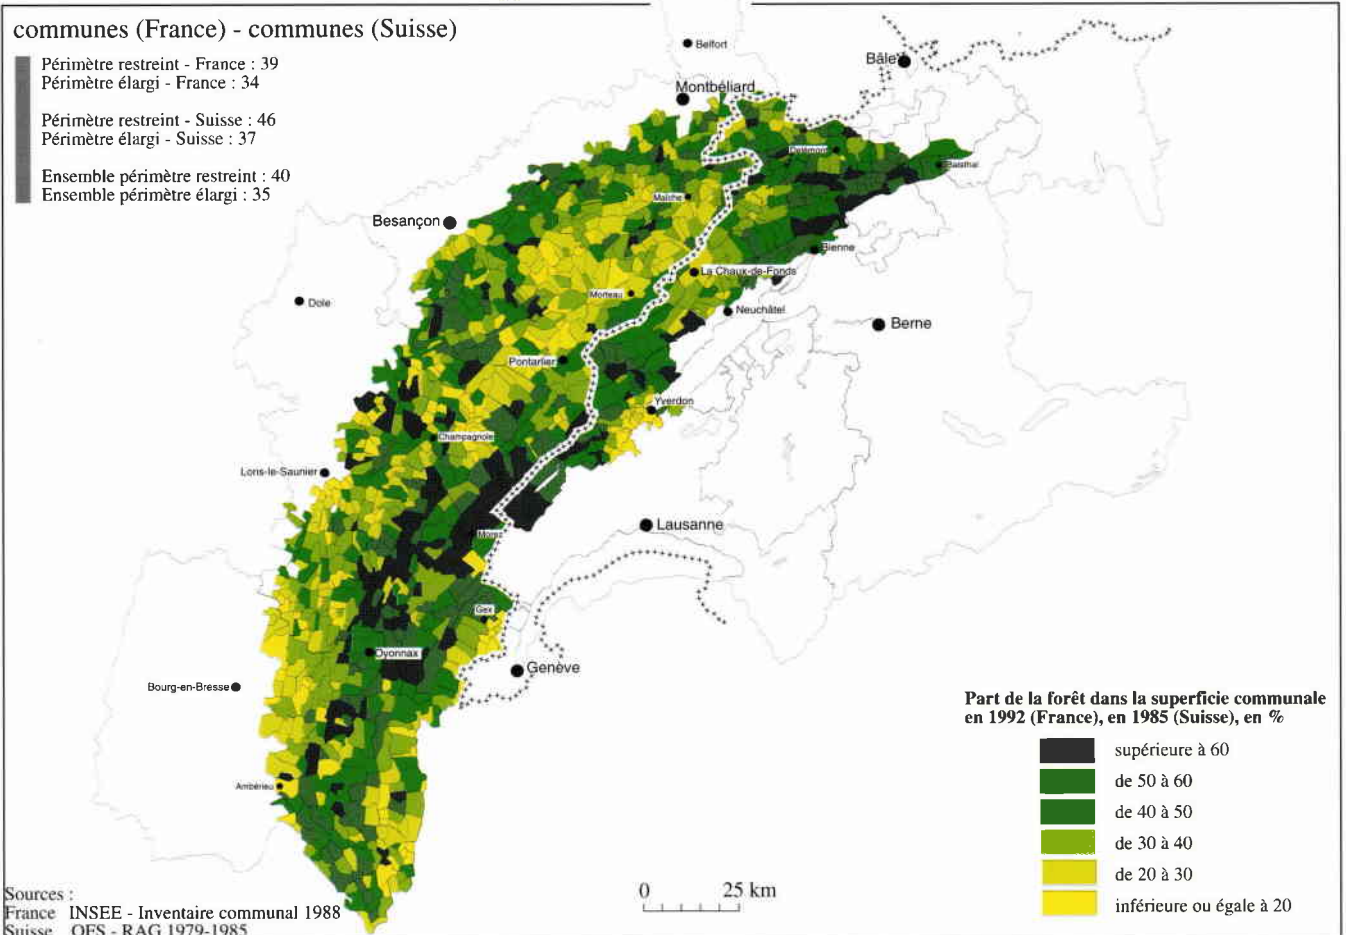 communes (France) - communes (Suisse)
Périmètre restreint - France : 39
Périmètre élargi - France : 34
Périmètre restreint - Suisse : 46
Périmètre élargi - Suisse : 37
Ensemble périmètre restreint : 40
Ensemble périmètre élargi : 35
Belfort
Bâle
Montbéliard
Delémont
Balsthal
Maîche
Besançon
Bienne
La Chaux-de-Fonds
Morteau
Dole
Neuchâtel
Berne
Pontarlier
Yverdon
Champagnole
Lons-le-Saunier
Lausanne
Morez
Gex
Oyonnax
Genève
Bourg-en-Bresse
Ambérieu
Part de la forêt dans la superficie communale
en 1992 (France), en 1985 (Suisse), en %
supérieure à 60
de 50 à 60
de 40 à 50
de 30 à 40
de 20 à 30
inférieure ou égale à 20
0 25 km
Sources :
France INSEE - Inventaire communal 1988
Suisse OFS - RAG 1979-1985